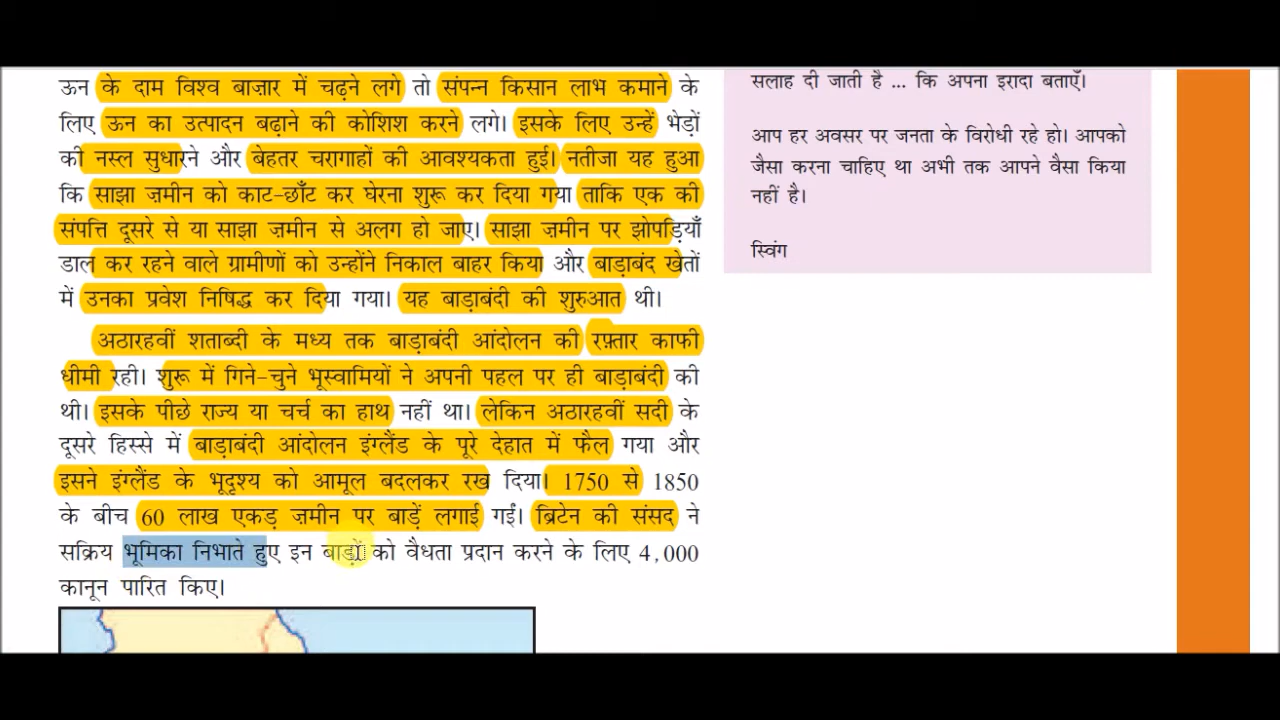 ऊन के दाम विश्व बाज़ार में चढ़ने लगे तो संपन्न किसान लाभ कमाने के
लिए ऊन का उत्पादन बढ़ाने की कोशिश करने लगे। इसके लिए उन्हें भेड़ों
की नस्ल सुधारने और बेहतर चरागाहों की आवश्यकता हुई। नतीजा यह हुआ
कि साझा ज़मीन को काट-छाँट कर घेरना शुरू कर दिया गया ताकि एक की
संपत्ति दूसरे से या साझा ज़मीन से अलग हो जाए। साझा ज़मीन पर झोपड़ियाँ
डाल कर रहने वाले ग्रामीणों को उन्होंने निकाल बाहर किया और बाड़ाबंद खेतों
में उनका प्रवेश निषिद्ध कर दिया गया। यह बाड़ाबंदी की शुरुआत थी।
अठारहवीं शताब्दी के मध्य तक बाड़ाबंदी आंदोलन की रफ़्तार काफी
धीमी रही। शुरू में गिने-चुने भूस्वामियों ने अपनी पहल पर ही बाड़ाबंदी की
थी। इसके पीछे राज्य या चर्च का हाथ नहीं था। लेकिन अठारहवीं सदी के
दूसरे हिस्से में बाड़ाबंदी आंदोलन इंग्लैंड के पूरे देहात में फैल गया और
इसने इंग्लैंड के भूदृश्य को आमूल बदलकर रख दिया। 1750 से 1850
के बीच 60 लाख एकड़ ज़मीन पर बाड़ें लगाई गईं। ब्रिटेन की संसद ने
सक्रिय भूमिका निभाते हुए इन बाड़ों को वैधता प्रदान करने के लिए 4,000
कानून पारित किए।
सलाह दी जाती है ... कि अपना इरादा बताएँ।
आप हर अवसर पर जनता के विरोधी रहे हो। आपको
जैसा करना चाहिए था अभी तक आपने वैसा किया
नहीं है।
स्विंग